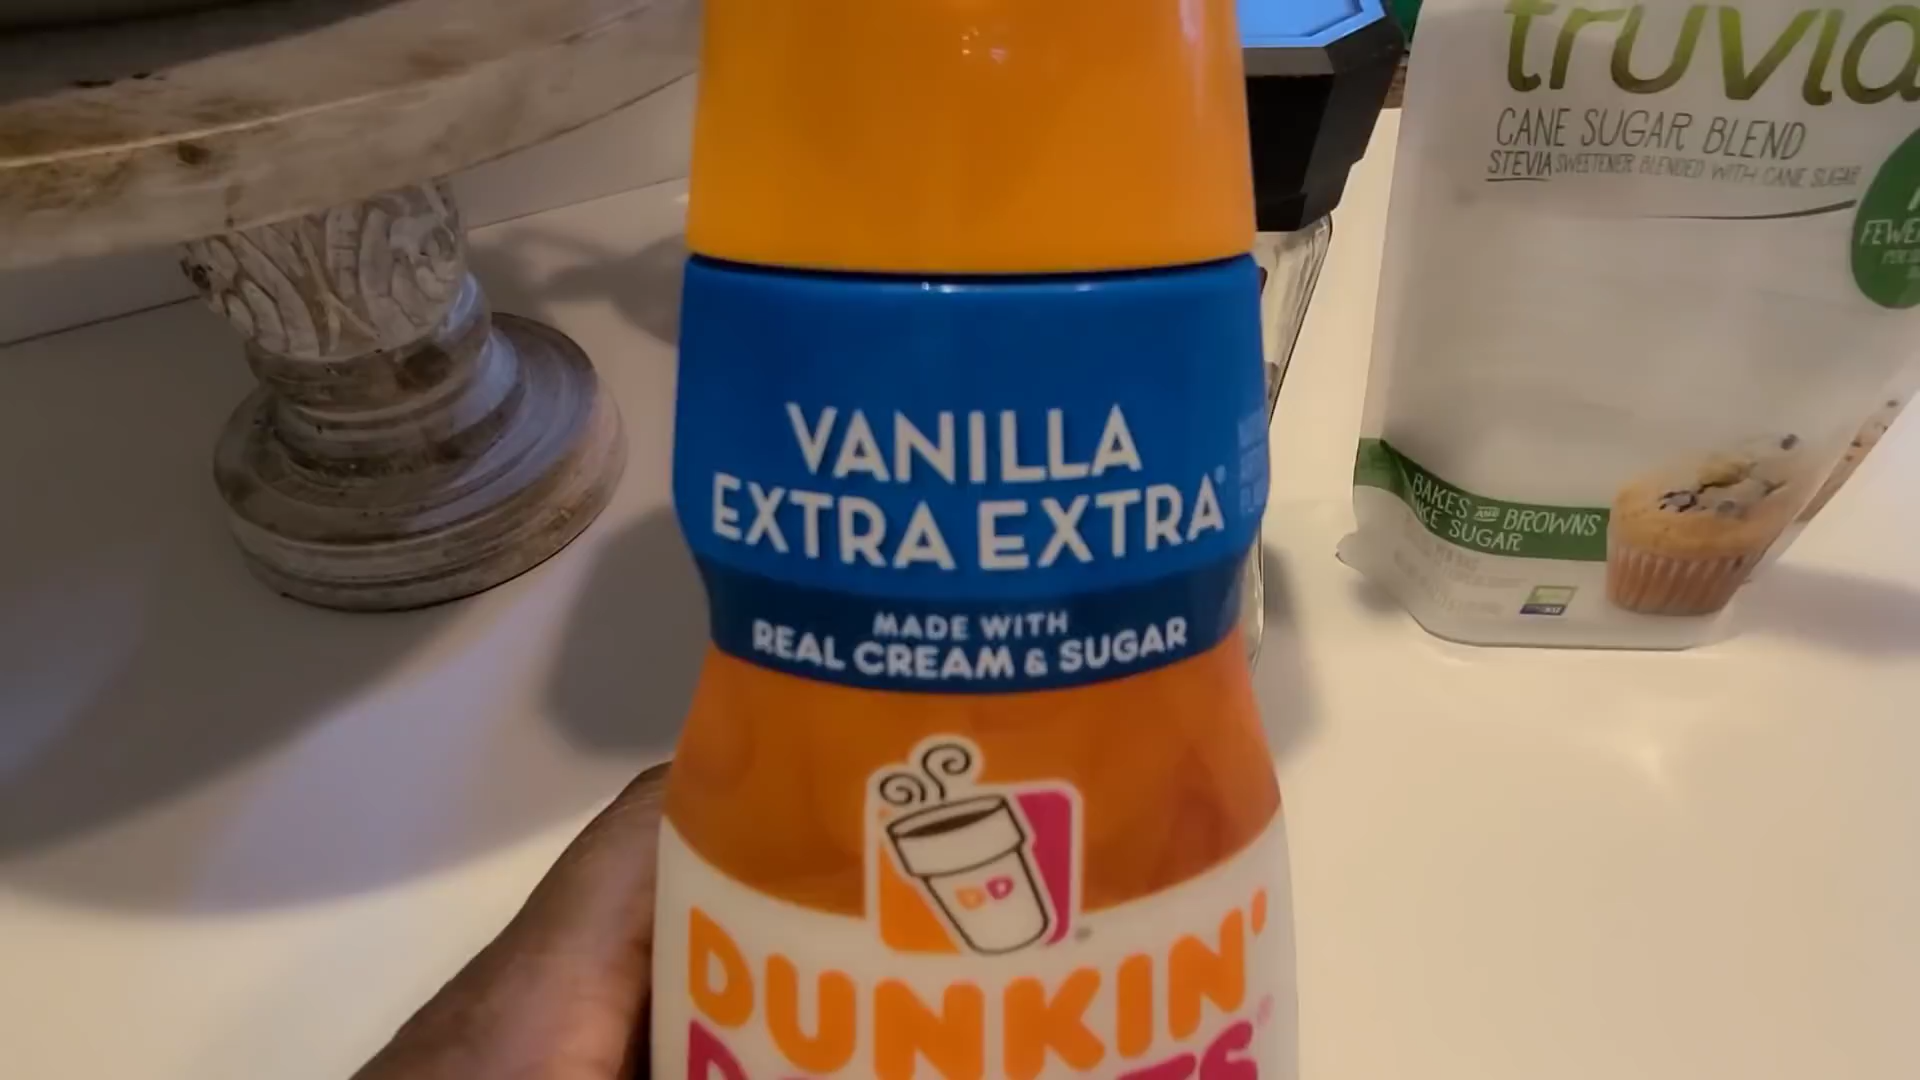 VANILLA
EXTRA EXTRA
MADE WITH
REAL CREAM & SUGAR
DD
DUNKIN'
truvia
CANE SUGAR BLEND
STEVIA SWEETENER BLENDED WITH CANE SUGAR
BAKES AND BROWNS
SUGAR